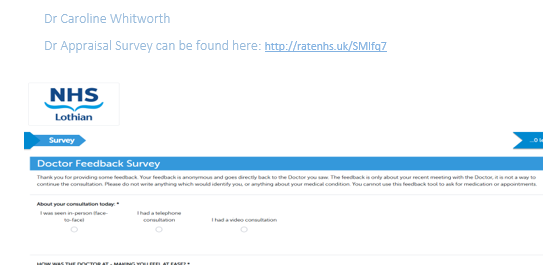 Dr Caroline Whitworth
Dr Appraisal Survey can be found here: http://ratenhs.uk/SMIfq7
NHS
Lothian
Survey
Doctor Feedback Survey
Thank you for providing some feedback. Your feedback is anonymous and goes directly back to the Doctor you saw. The feedback is only about your recent meeting with the Doctor, it is not a way to
continue the consultation. Please do not write anything which would identify you, or anything about your medical condition. You cannot use this feedback tool to ask for medication or appointments.
About your consultation today: *
I was seen in-person (face-
to-face)
I had a telephone
consultation
I had a video consultation
HOW WAS THE DOCTOR AT - MAKING YOU FEEL AT EASE? *